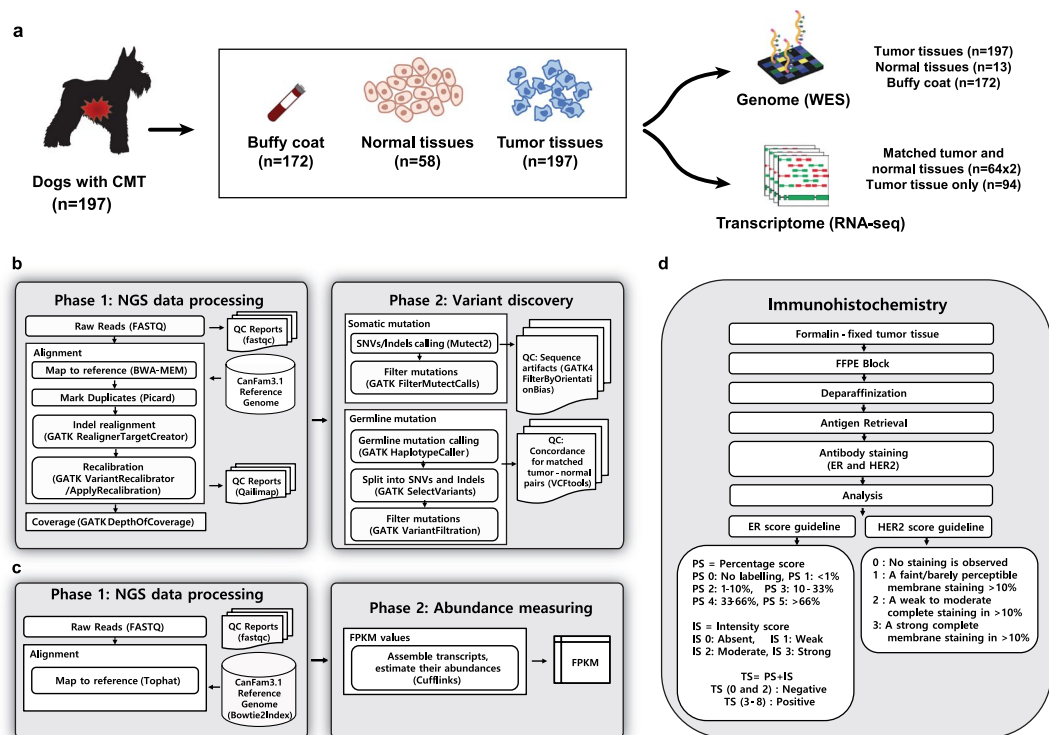 a
Dogs with CMT
(n=197)
Buffy coat
(n=172)
Normal tissues
(n=58)
Tumor tissues
(n=197)
Genome (WES)
Tumor tissues (n=197)
Normal tissues (n=13)
Buffy coat (n=172)
Transcriptome (RNA-seq)
Matched tumor and
normal tissues (n=64x2)
Tumor tissue only (n=94)
b
Phase 1: NGS data processing
Raw Reads (FASTQ)
QC Reports
(fastqc)
Alignment
Map to reference (BWA-MEM)
CanFam3.1
Reference
Genome
Mark Duplicates (Picard)
Indel realignment
(GATK RealignerTargetCreator)
Recalibration
(GATK VariantRecalibrator
/ApplyRecalibration)
QC Reports
(Qailimap)
Coverage (GATK DepthOfCoverage)
Phase 2: Variant discovery
Somatic mutation
SNVs/Indels calling (Mutect2)
Filter mutations
(GATK FilterMutectCalls)
QC: Sequence
artifacts (GATK4
FilterByOrientati
onBias)
Germline mutation
Germline mutation calling
(GATK HaplotypeCaller)
Split into SNVs and Indels
(GATK SelectVariants)
Filter mutations
(GATK VariantFiltration)
QC:
Concordance
for matched
tumor-normal
pairs (VCFtools)
c
Phase 1: NGS data processing
Raw Reads (FASTQ)
QC Reports
(fastqc)
Alignment
Map to reference (Tophat)
CanFam3.1
Reference
Genome
(Bowtie2Index)
Phase 2: Abundance measuring
FPKM values
Assemble transcripts,
estimate their abundances
(Cufflinks)
FPKM
d
Immunohistochemistry
Formalin-fixed tumor tissue
FFPE Block
Deparaffinization
Antigen Retrieval
Antibody staining
(ER and HER2)
Analysis
ER score guideline
PS = Percentage score
PS 0: No labelling, PS 1: <1%
PS 2: 1-10%, PS 3: 10-33%
PS 4: 33-66%, PS 5: >66%
IS = Intensity score
IS 0: Absent, IS 1: Weak
IS 2: Moderate, IS 3: Strong
TS= PS+IS
TS (0 and 2) : Negative
TS (3-8) : Positive
HER2 score guideline
0 : No staining is observed
1 : A faint/barely perceptible
membrane staining >10%
2 : A weak to moderate
complete staining in >10%
3: A strong complete
membrane staining in >10%